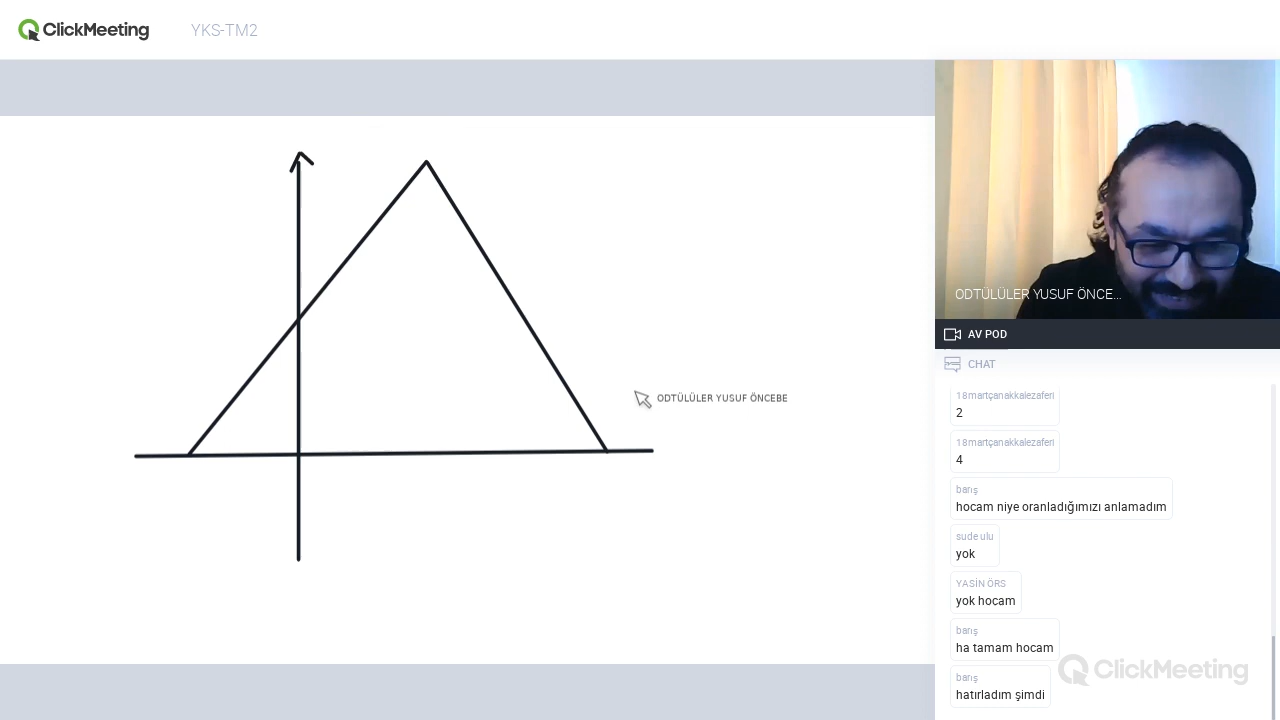 ClickMeeting
YKS-TM2
ODTÜLÜLER YUSUF ÖNCE...
AV POD
CHAT
ODTÜLÜLER YUSUF ÖNCEBE
18martçanakkalezaferi
2
18martçanakkalezaferi
4
barış
hocam niye oranladığımızı anlamadım
sude ulu
yok
YASİN ÖRS
yok hocam
barış
ha tamam hocam
barış
hatırladım şimdi
ClickMeeting